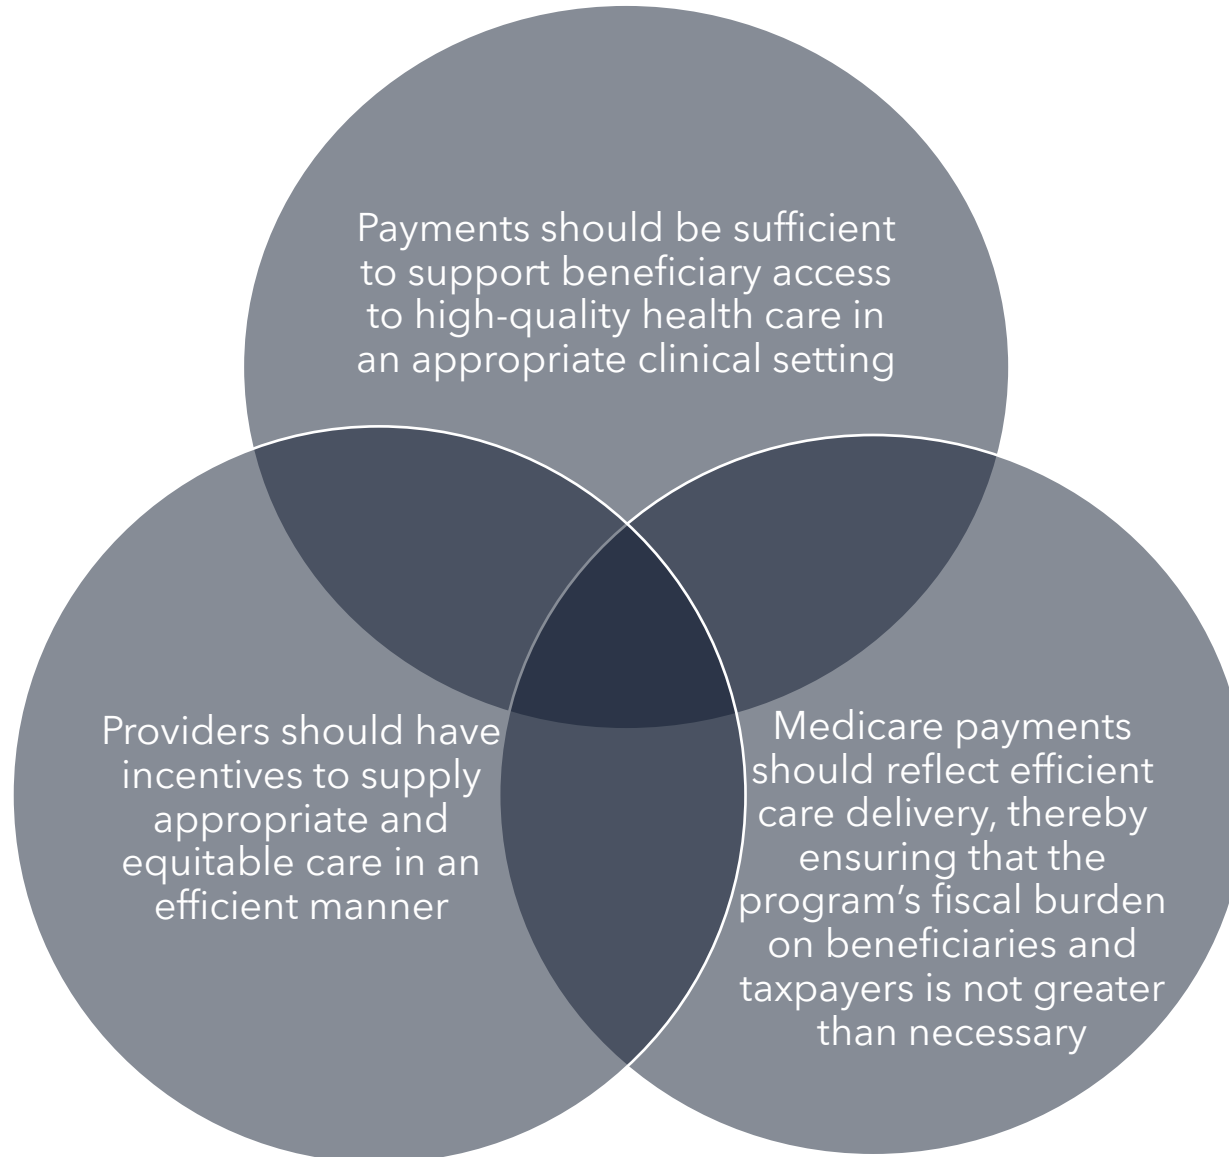 Payments should be sufficient
to support beneficiary access
to high-quality health care in
an appropriate clinical setting
Providers should have
incentives to supply
appropriate and
equitable care in an
efficient manner
Medicare payments
should reflect efficient
care delivery, thereby
ensuring that the
program’s fiscal burden
on beneficiaries and
taxpayers is not greater
than necessary